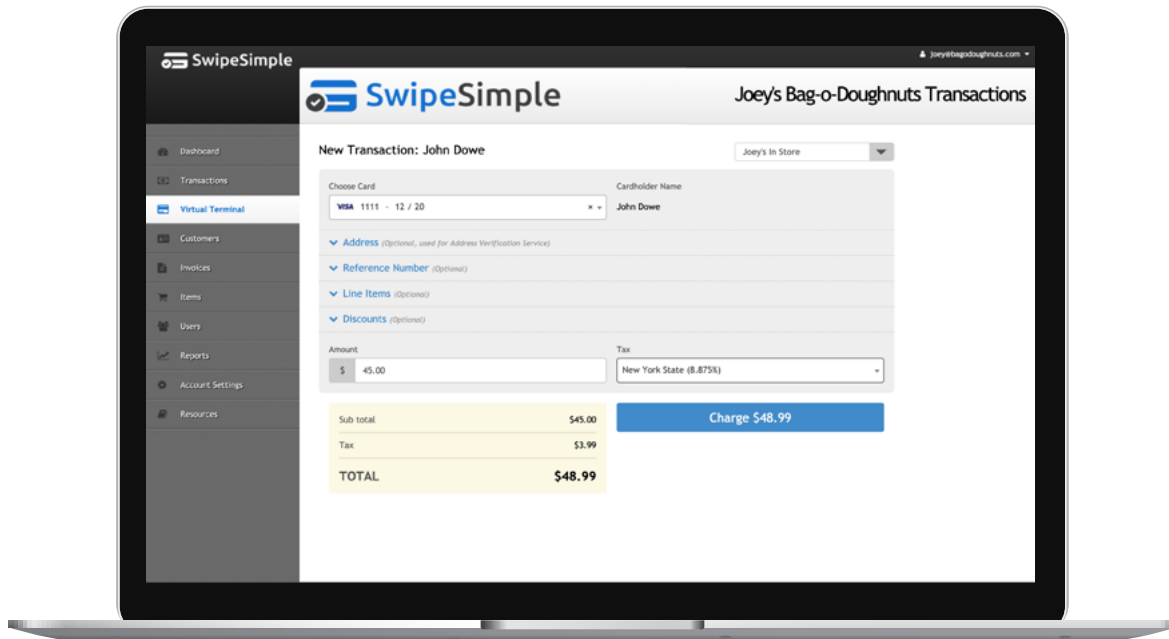 SwipeSimple
joey@bagodoughnuts.com
SwipeSimple
Joey's Bag-o-Doughnuts Transactions
Dashboard
Transactions
Virtual Terminal
Customers
Invoices
Items
Users
Reports
Account Settings
Resources
New Transaction: John Dowe
Joey's In Store
Choose Card
Cardholder Name
VISA 1111 - 12 / 20
John Dowe
Address (Optional, used for Address Verification Service)
Reference Number (Optional)
Line Items (Optional)
Discounts (Optional)
Amount
Tax
$ 45.00
New York State (8.875%)
Sub total $45.00
Tax $3.99
TOTAL $48.99
Charge $48.99